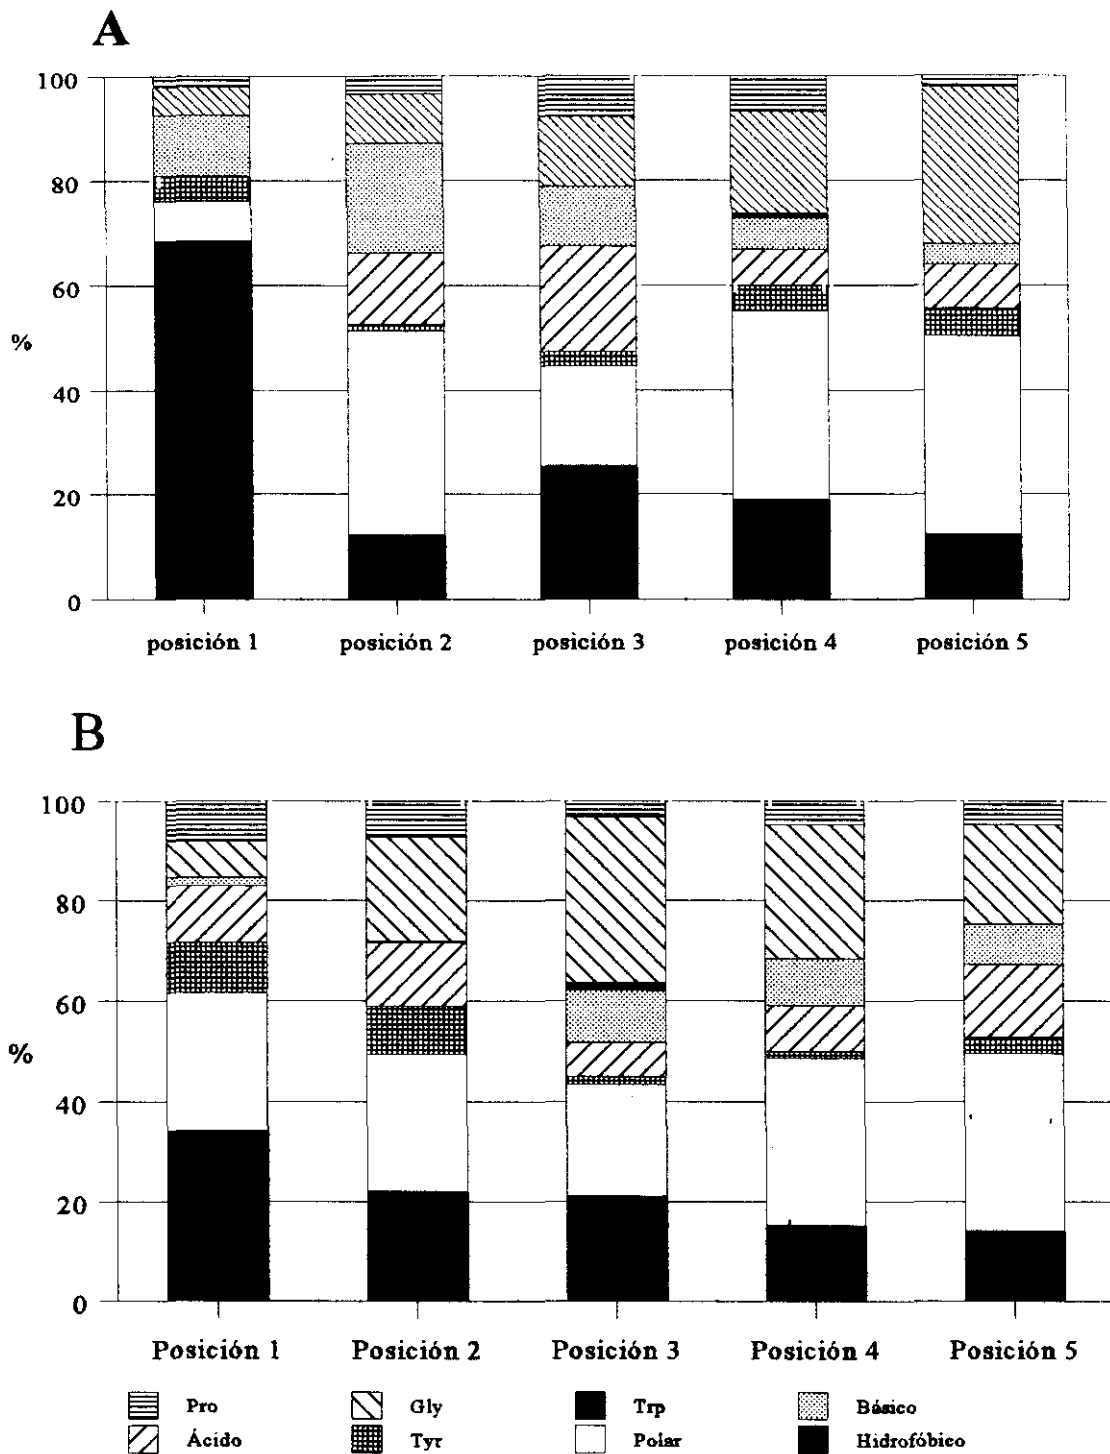 A
100
80
60
%
40
20
0
posición 1 posición 2 posición 3 posición 4 posición 5
B
100
80
60
%
40
20
0
Posición 1 Posición 2 Posición 3 Posición 4 Posición 5
Pro Gly Trp Básico
Ácido Tyr Polar Hidrofóbico